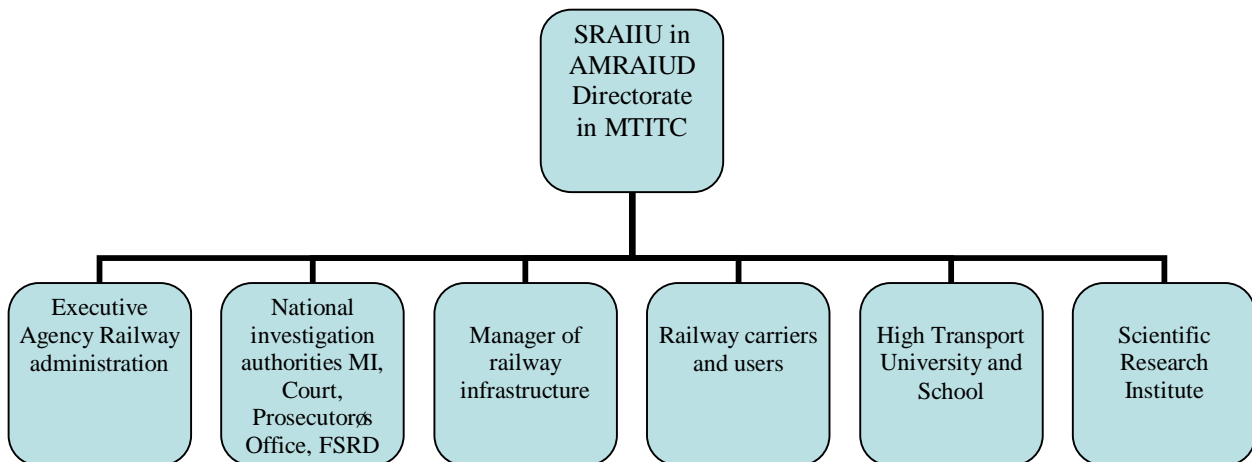 SRAIIU in
AMRAIUD
Directorate
in MTITC
Executive
Agency Railway
administration
National
investigation
authorities MI,
Court,
Prosecutorøs
Office, FSRD
Manager of
railway
infrastructure
Railway carriers
and users
High Transport
University and
School
Scientific
Research
Institute